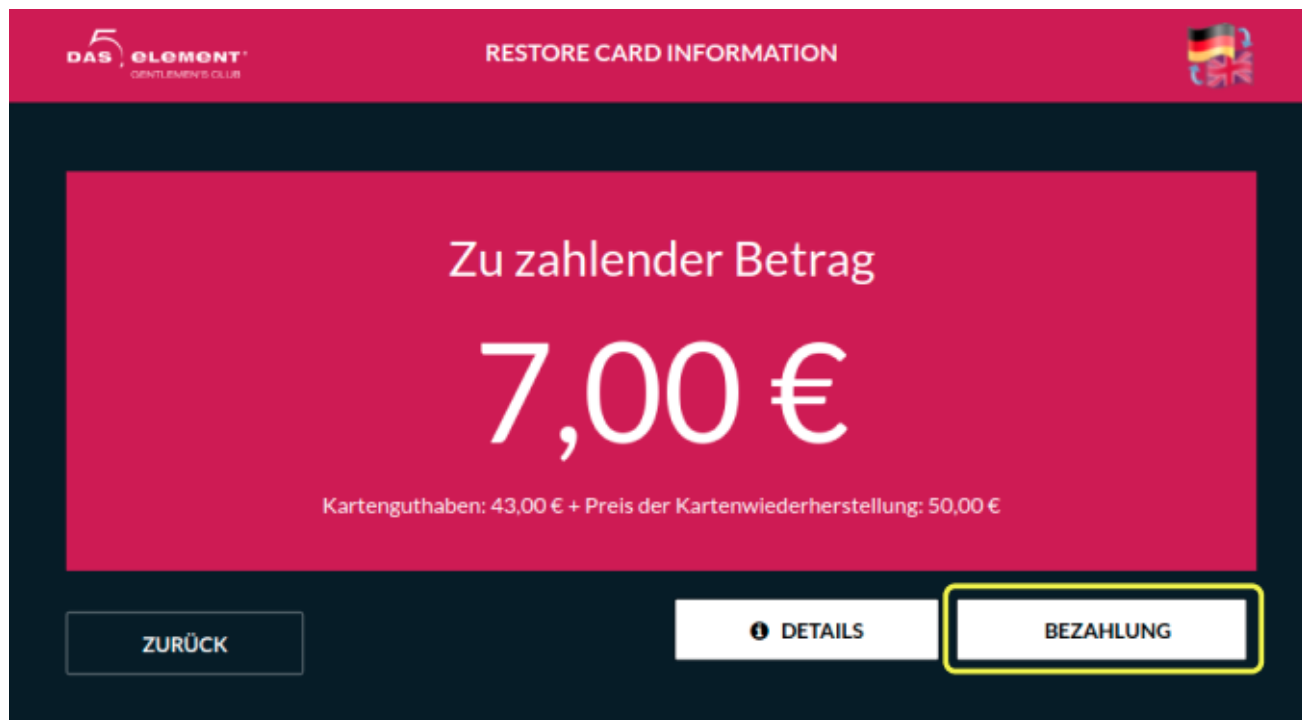 DAS 5 eLeMeNT
GENTLEMEN'S CLUB
RESTORE CARD INFORMATION
Zu zahlender Betrag
7,00 €
Kartenguthaben: 43,00 € + Preis der Kartenwiederherstellung: 50,00 €
ZURÜCK
DETAILS
BEZAHLUNG